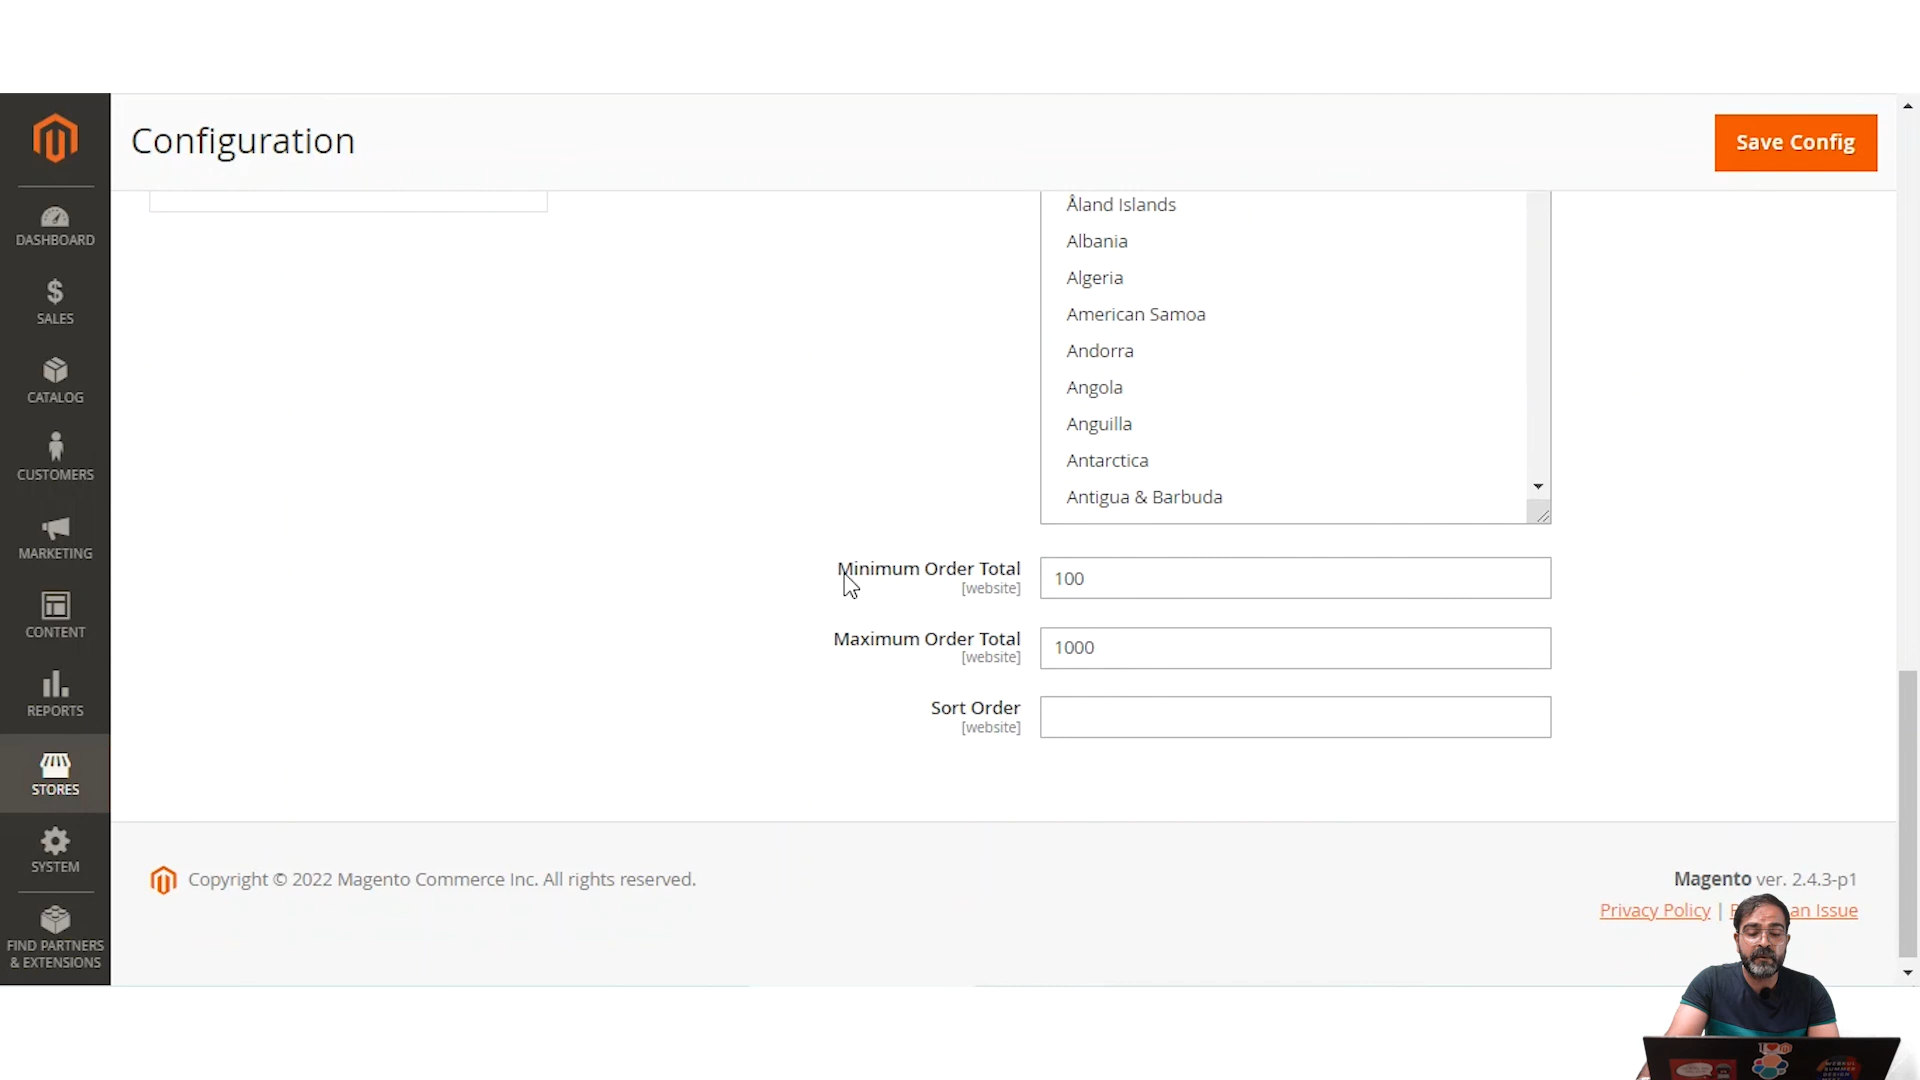 Configuration
Save Config
DASHBOARD
SALES
CATALOG
CUSTOMERS
MARKETING
CONTENT
REPORTS
STORES
SYSTEM
FIND PARTNERS
& EXTENSIONS
Åland Islands
Albania
Algeria
American Samoa
Andorra
Angola
Anguilla
Antarctica
Antigua & Barbuda
Minimum Order Total
[website]
100
Maximum Order Total
[website]
1000
Sort Order
[website]
Copyright © 2022 Magento Commerce Inc. All rights reserved.
Magento ver. 2.4.3-p1
Privacy Policy | an Issue